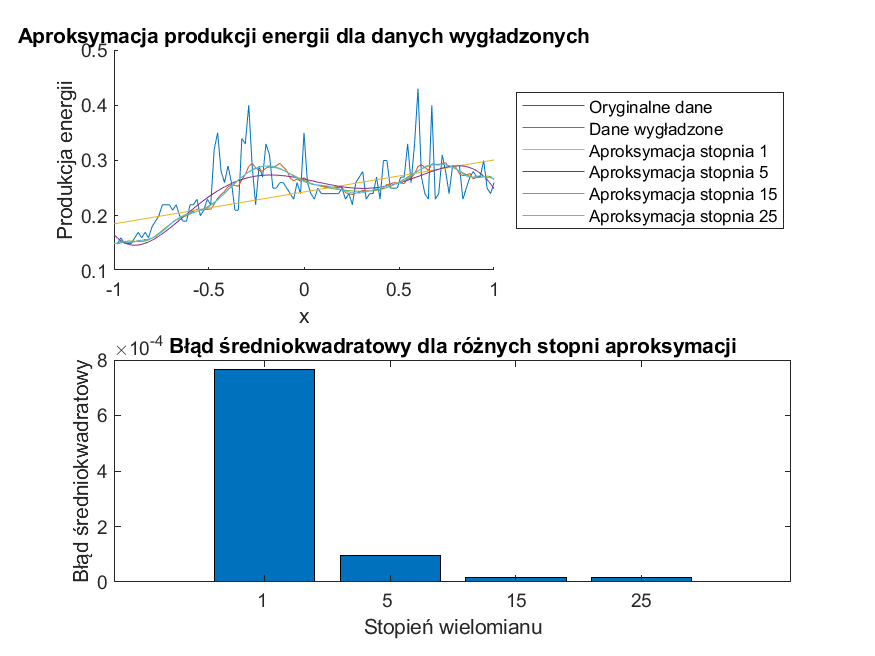 Aproksymacja produkcji energii dla danych wygładzonych
0.5
0.4
0.3
0.2
0.1
Produkcja energii
-1 -0.5 0 0.5 1
x
Oryginalne dane
Dane wygładzone
Aproksymacja stopnia 1
Aproksymacja stopnia 5
Aproksymacja stopnia 15
Aproksymacja stopnia 25
×10-4 Błąd średniokwadratowy dla różnych stopni aproksymacji
8
6
4
2
0
Błąd średniokwadratowy
1 5 15 25
Stopień wielomianu